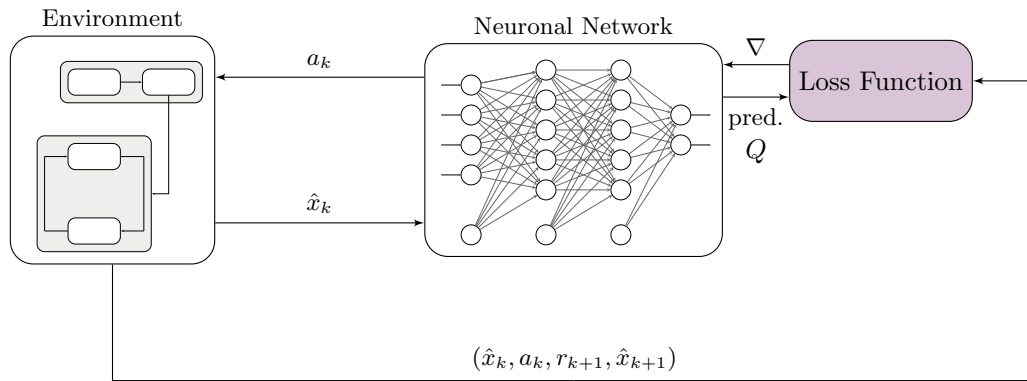 Environment
Neuronal Network
a_k
∇
Loss Function
pred.
Q
x̂_k
(x̂_k, a_k, r_{k+1}, x̂_{k+1})